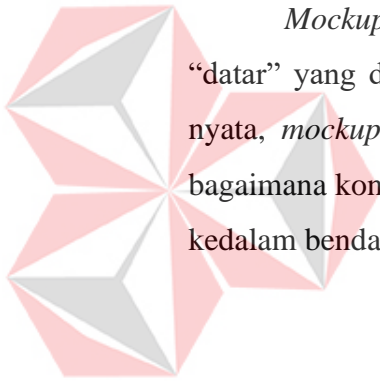 Mockup
“datar” yang d
nyata, mockup
bagaimana kon
kedalam benda